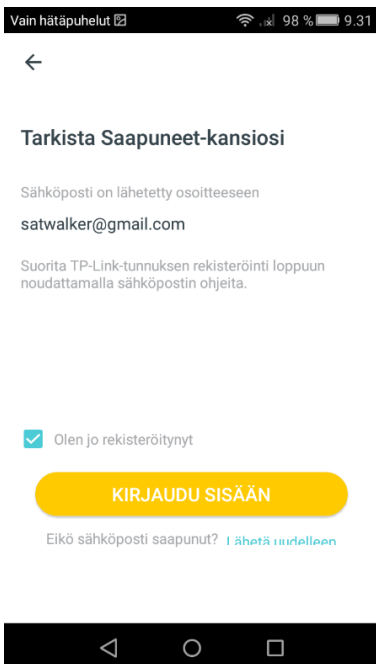 Vain hätäpuhelut 98 % 9.31
Tarkista Saapuneet-kansiosi
Sähköposti on lähetetty osoitteeseen
satwalker@gmail.com
Suorita TP-Link-tunnuksen rekisteröinti loppuun
noudattamalla sähköpostin ohjeita.
Olen jo rekisteröitynyt
KIRJAUDU SISÄÄN
Eikö sähköposti saapunut? Lähetä uudelleen